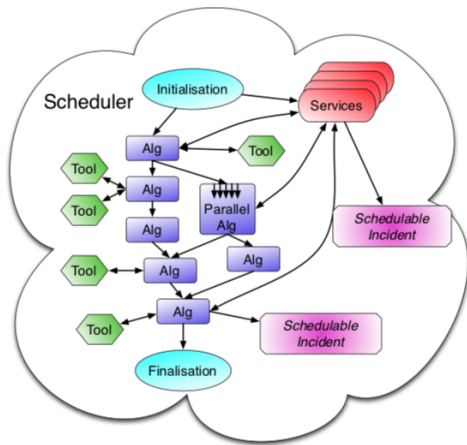 Initialisation
Scheduler
Services
Alg
Tool
Tool
Alg
Tool
Parallel
Alg
Alg
Schedulable
Incident
Alg
Tool
Alg
Alg
Tool
Schedulable
Incident
Finalisation